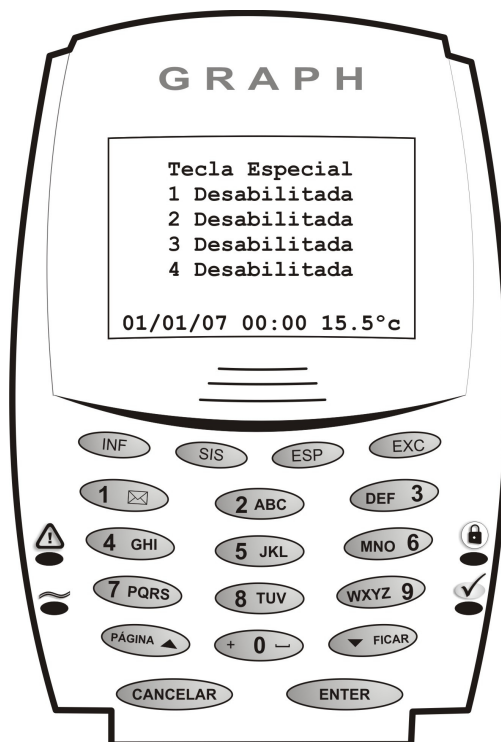 GRAPH
Tecla Especial
1 Desabilitada
2 Desabilitada
3 Desabilitada
4 Desabilitada
01/01/07 00:00 15.5ºc
INF SIS ESP EXC
1 2 ABC DEF 3
4 GHI 5 JKL MNO 6
7 PQRS 8 TUV WXYZ 9
PÁGINA + 0 FICAR
CANCELAR ENTER